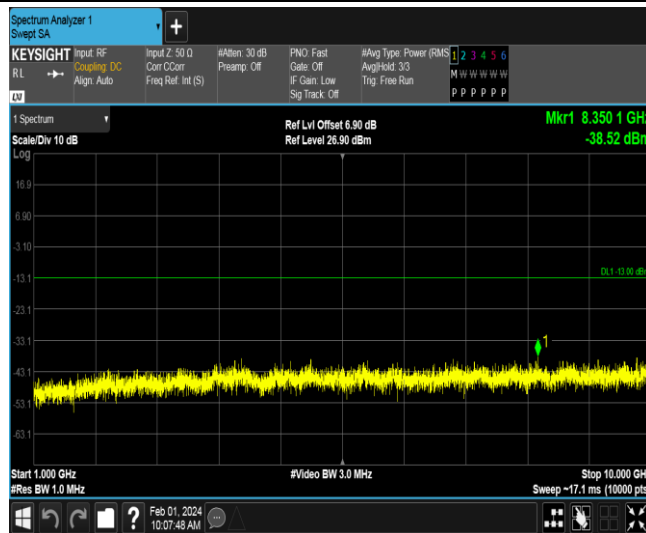 Spectrum Analyzer 1
Swept SA
+
KEYSIGHT
RL
LXI
Input: RF
Coupling: DC
Align: Auto
Input Z: 50 Ω
Corr CCorr
Freq Ref: Int (S)
#Atten: 30 dB
Preamp: Off
PNO: Fast
Gate: Off
IF Gain: Low
Sig Track: Off
#Avg Type: Power (RMS
Avg|Hold: 3/3
Trig: Free Run
1 2 3 4 5 6
M W W W W W
P P P P P P
1 Spectrum
Scale/Div 10 dB
Ref Lvl Offset 6.90 dB
Ref Level 26.90 dBm
Mkr1 8.350 1 GHz
-38.52 dBm
Log
16.9
6.90
-3.10
-13.1
DL1 -13.00 dBm
-23.1
-33.1
1
-43.1
-53.1
-63.1
Start 1.000 GHz
#Res BW 1.0 MHz
#Video BW 3.0 MHz
Stop 10.000 GH
Sweep ~17.1 ms (10000 pts
?
Feb 01, 2024
10:07:48 AM